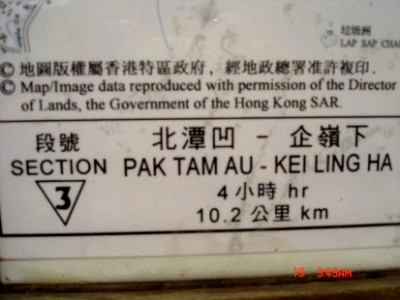 垃圾洲
LAP SAP CHAU
© 地圖版權屬香港特區政府，經地政總署准許複印.
© Map/Image data reproduced with permission of the Director
of Lands, the Government of the Hong Kong SAR.
段號 北潭凹 - 企嶺下
SECTION PAK TAM AU - KEI LING HA
3 4 小時 hr
10.2 公里 km